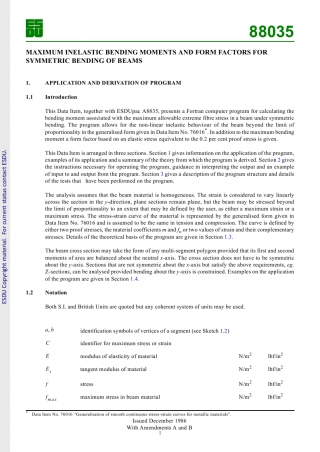 ESDU
88035
MAXIMUM INELASTIC BENDING MOMENTS AND FORM FACTORS FOR
SYMMETRIC BENDING OF BEAMS
1. APPLICATION AND DERIVATION OF PROGRAM
1.1 Introduction
This Data Item, together with ESDUpac A8835, presents a Fortran computer program for calculating the
bending moment associated with the maximum allowable extreme fibre stress in a beam under symmetric
bending. The program allows for the non-linear inelastic behaviour of the beam beyond the limit of
proportionality in the generalised form given in Data Item No. 76016*. In addition to the maximum bending
moment a form factor based on an elastic stress equivalent to the 0.2 per cent proof stress is given.
This Data Item is arranged in three sections. Section 1 gives information on the application of the program,
examples of its application and a summary of the theory from which the program is derived. Section 2 gives
the instructions necessary for operating the program, guidance in interpreting the output and an example
of input to and output from the program. Section 3 gives a description of the program structure and details
of the tests that have been performed on the program.
The analysis assumes that the beam material is homogeneous. The strain is considered to vary linearly
across the section in the y-direction, plane sections remain plane, but the beam may be stressed beyond
the limit of proportionality to an extent that may be defined by the user, as either a maximum strain or a
maximum stress. The stress-strain curve of the material is represented by the generalised form given in
Data Item No. 76016 and is assumed to be the same in tension and compression. The curve is defined by
either two proof stresses, the material coefficients m and fn or two values of strain and their complementary
stresses. Details of the theoretical basis of the program are given in Section 1.3.
The beam cross section may take the form of any multi-segment polygon provided that its first and second
moments of area are balanced about the neutral x-axis. The cross section does not have to be symmetric
about the y-axis. Sections that are not symmetric about the x-axis but satisfy the above requirements, eg.
Z-sections, can be analysed provided bending about the y-axis is constrained. Examples on the application
of the program are given in Section 1.4.
1.2 Notation
Both S.I. and British Units are quoted but any coherent system of units may be used.
a, b identification symbols of vertices of a segment (see Sketch 1.2)
C identifier for maximum stress or strain
E modulus of elasticity of material N/m2 lbf/in2
Et tangent modulus of material N/m2 lbf/in2
f stress N/m2 lbf/in2
fmax maximum stress in beam material N/m2 lbf/in2
* Data Item No. 76016 "Generalisation of smooth continuous stress-strain curves for metallic materials".
Issued December 1986
With Amendments A and B
1
ESDU Copyright material. For current status contact ESDU.